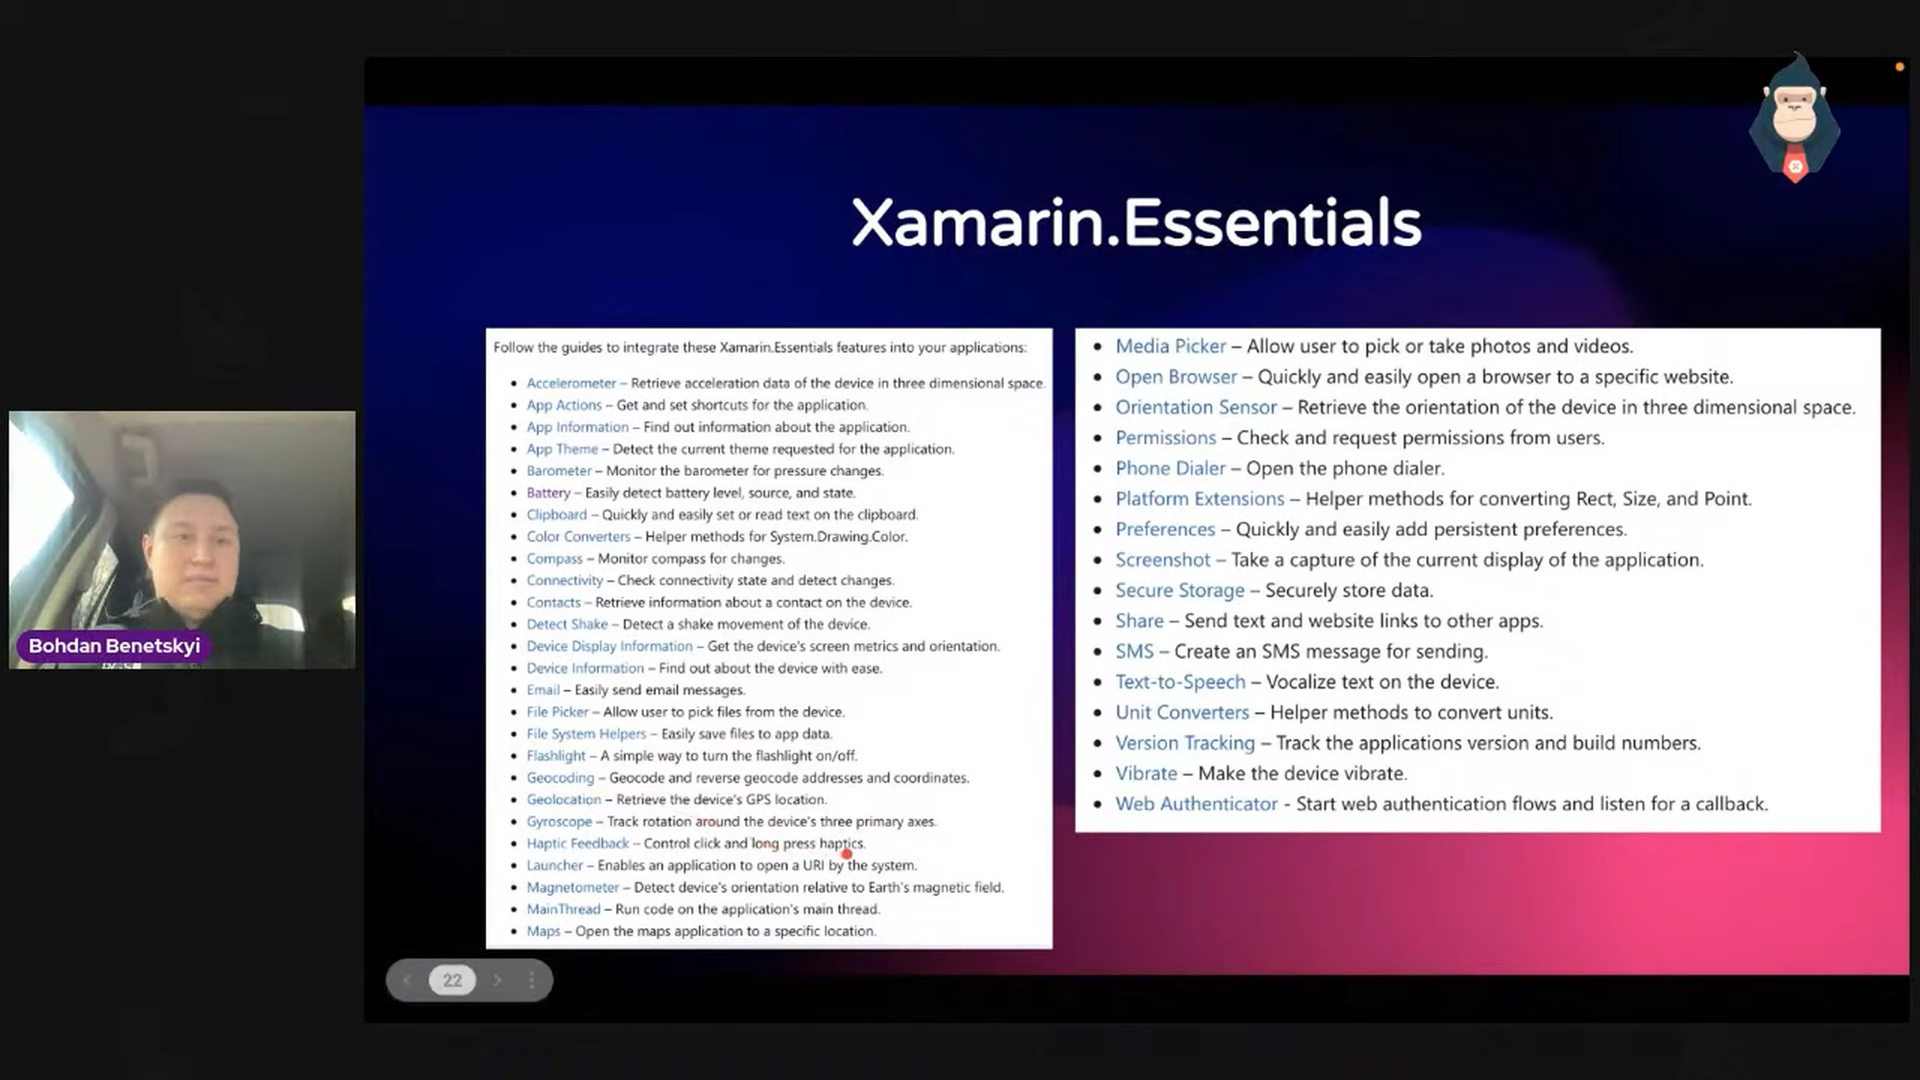 Xamarin.Essentials
Follow the guides to integrate these Xamarin.Essentials features into your applications:
Accelerometer – Retrieve acceleration data of the device in three dimensional space.
App Actions – Get and set shortcuts for the application.
App Information – Find out information about the application.
App Theme – Detect the current theme requested for the application.
Barometer – Monitor the barometer for pressure changes.
Battery – Easily detect battery level, source, and state.
Clipboard – Quickly and easily set or read text on the clipboard.
Color Converters – Helper methods for System.Drawing.Color.
Compass – Monitor compass for changes.
Connectivity – Check connectivity state and detect changes.
Contacts – Retrieve information about a contact on the device.
Detect Shake – Detect a shake movement of the device.
Device Display Information – Get the device's screen metrics and orientation.
Device Information – Find out about the device with ease.
Email – Easily send email messages.
File Picker – Allow user to pick files from the device.
File System Helpers – Easily save files to app data.
Flashlight – A simple way to turn the flashlight on/off.
Geocoding – Geocode and reverse geocode addresses and coordinates.
Geolocation – Retrieve the device's GPS location.
Gyroscope – Track rotation around the device's three primary axes.
Haptic Feedback – Control click and long press haptics.
Launcher – Enables an application to open a URI by the system.
Magnetometer – Detect device's orientation relative to Earth's magnetic field.
MainThread – Run code on the application's main thread.
Maps – Open the maps application to a specific location.
Media Picker – Allow user to pick or take photos and videos.
Open Browser – Quickly and easily open a browser to a specific website.
Orientation Sensor – Retrieve the orientation of the device in three dimensional space.
Permissions – Check and request permissions from users.
Phone Dialer – Open the phone dialer.
Platform Extensions – Helper methods for converting Rect, Size, and Point.
Preferences – Quickly and easily add persistent preferences.
Screenshot – Take a capture of the current display of the application.
Secure Storage – Securely store data.
Share – Send text and website links to other apps.
SMS – Create an SMS message for sending.
Text-to-Speech – Vocalize text on the device.
Unit Converters – Helper methods to convert units.
Version Tracking – Track the applications version and build numbers.
Vibrate – Make the device vibrate.
Web Authenticator - Start web authentication flows and listen for a callback.
Bohdan Benetskyi
22